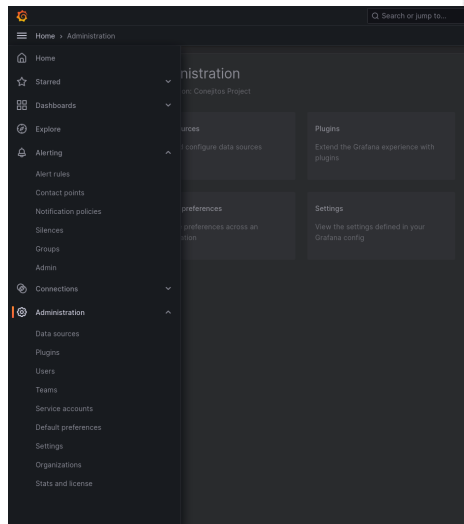 Search or jump to...
Home › Administration
Home
Starred
Dashboards
Explore
Alerting
Alert rules
Contact points
Notification policies
Silences
Groups
Admin
Connections
Administration
Data sources
Plugins
Users
Teams
Service accounts
Default preferences
Settings
Organizations
Stats and license
nistration
on: Conejitos Project
urces
configure data sources
Plugins
Extend the Grafana experience with
plugins
preferences
preferences across an
Settings
View the settings defined in your
Grafana config